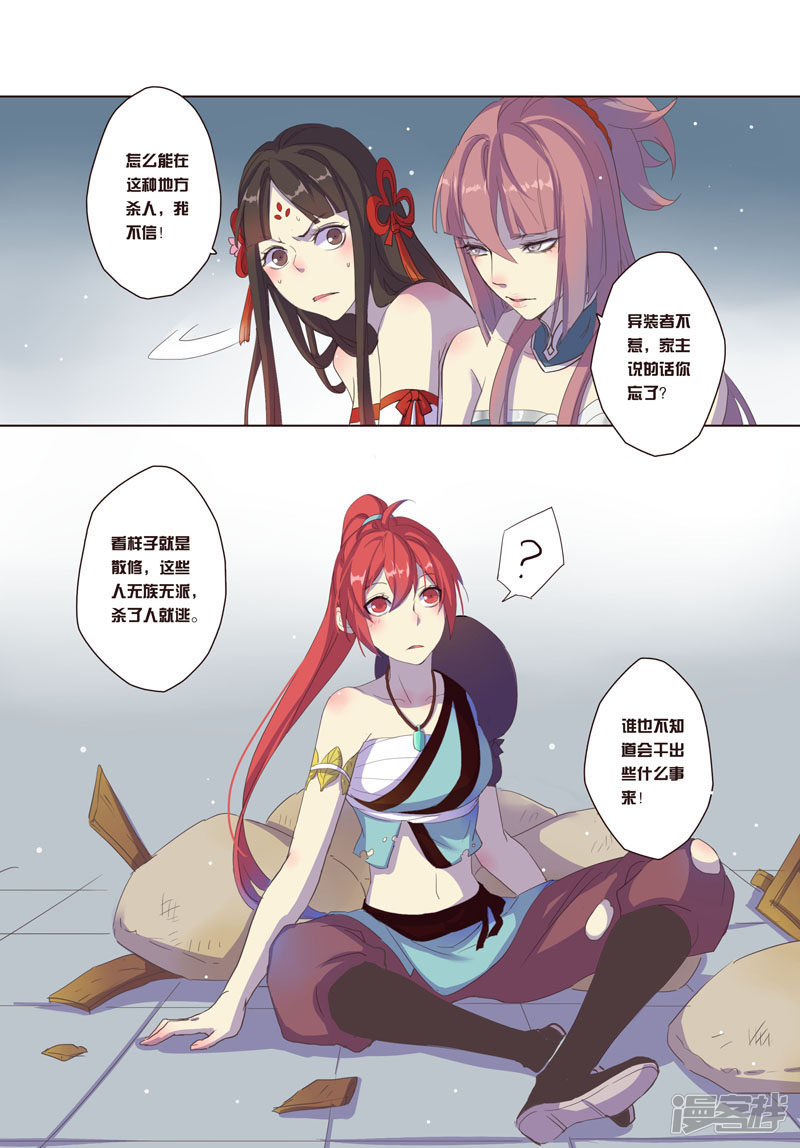 怎么能在
这种地方
杀人，我
不信！
异装者不
惹，家主
说的话你
忘了？
看样子就是
散修，这些
人无族无派，
杀了人就逃。
？
谁也不知
道会干出
些什么事
来！
漫客栈